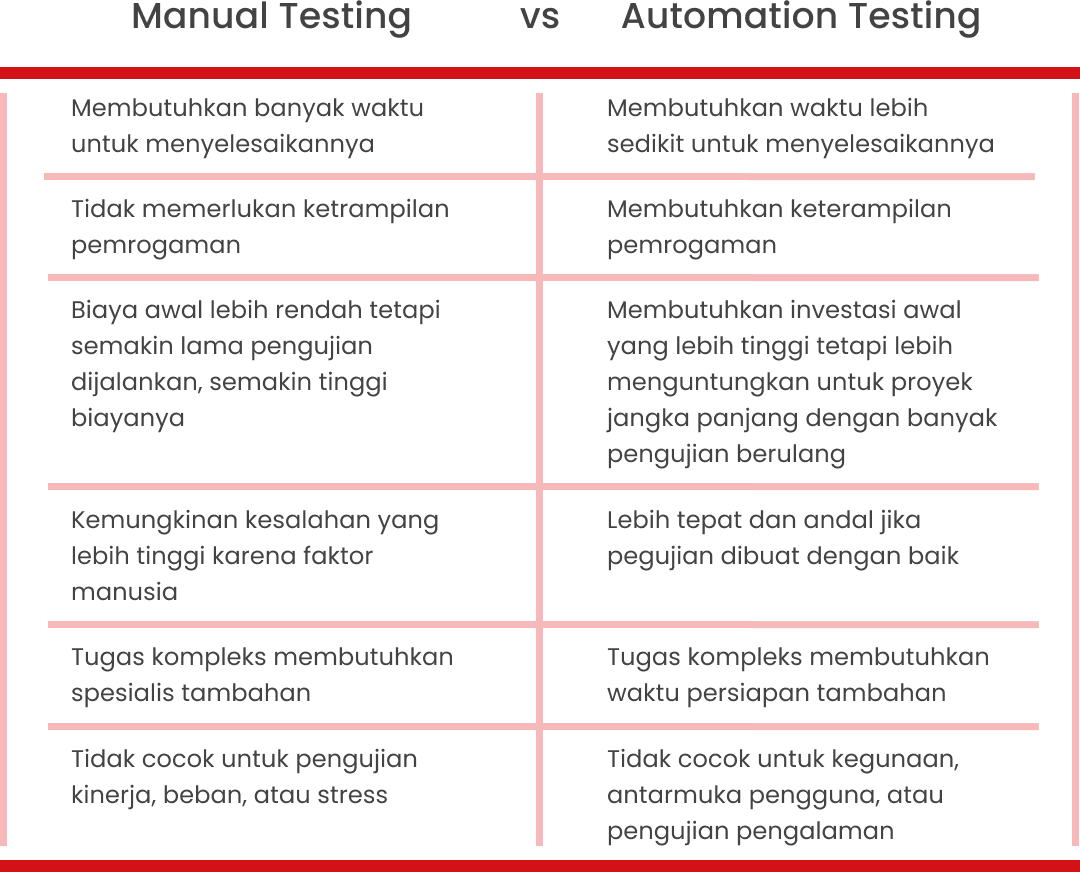 Manual Testing vs Automation Testing
Membutuhkan banyak waktu
untuk menyelesaikannya
Membutuhkan waktu lebih
sedikit untuk menyelesaikannya
Tidak memerlukan ketrampilan
pemrogaman
Membutuhkan keterampilan
pemrogaman
Biaya awal lebih rendah tetapi
semakin lama pengujian
dijalankan, semakin tinggi
biayanya
Membutuhkan investasi awal
yang lebih tinggi tetapi lebih
menguntungkan untuk proyek
jangka panjang dengan banyak
pengujian berulang
Kemungkinan kesalahan yang
lebih tinggi karena faktor
manusia
Lebih tepat dan andal jika
pegujian dibuat dengan baik
Tugas kompleks membutuhkan
spesialis tambahan
Tugas kompleks membutuhkan
waktu persiapan tambahan
Tidak cocok untuk pengujian
kinerja, beban, atau stress
Tidak cocok untuk kegunaan,
antarmuka pengguna, atau
pengujian pengalaman